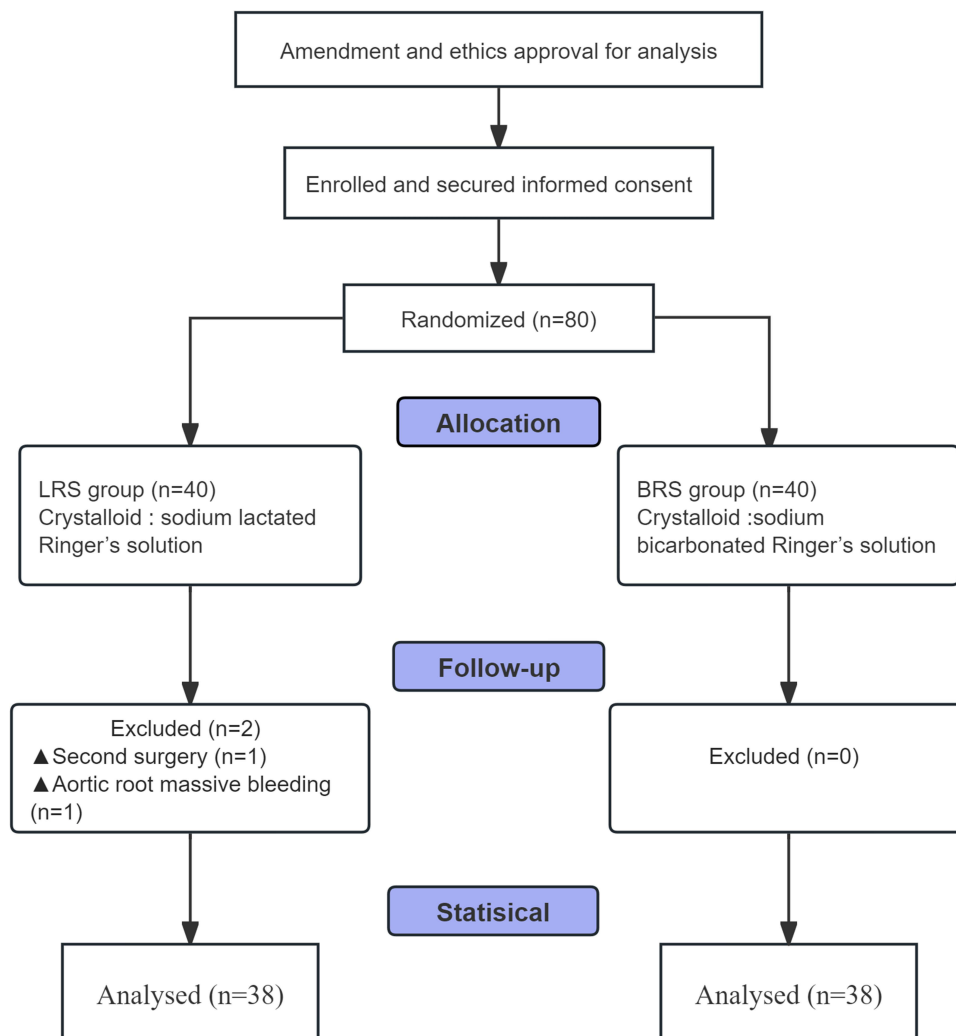 Amendment and ethics approval for analysis
Enrolled and secured informed consent
Randomized (n=80)
Allocation
LRS group (n=40)
Crystalloid : sodium lactated
Ringer’s solution
BRS group (n=40)
Crystalloid :sodium
bicarbonated Ringer’s solution
Follow-up
Excluded (n=2)
▲Second surgery (n=1)
▲Aortic root massive bleeding
(n=1)
Excluded (n=0)
Statisical
Analysed (n=38)
Analysed (n=38)